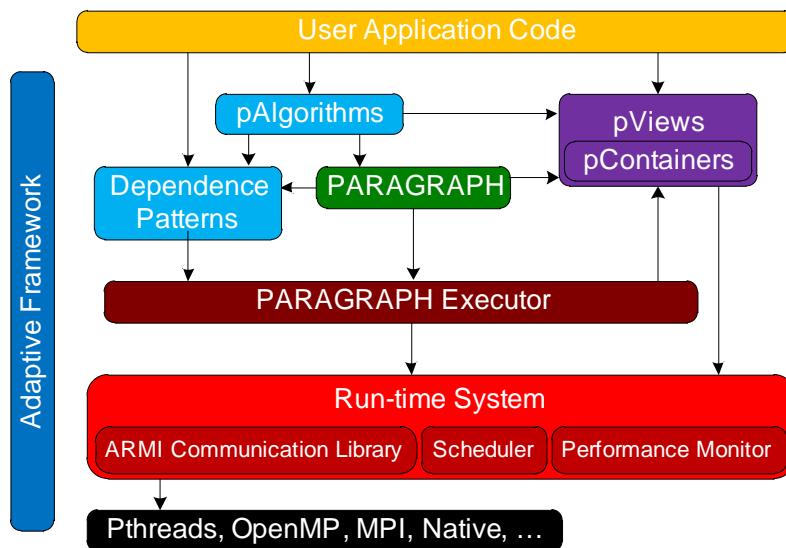 User Application Code
Adaptive Framework
pAlgorithms
pViews
pContainers
Dependence
Patterns
PARAGRAPH
PARAGRAPH Executor
Run-time System
ARMI Communication Library
Scheduler
Performance Monitor
Pthreads, OpenMP, MPI, Native, …